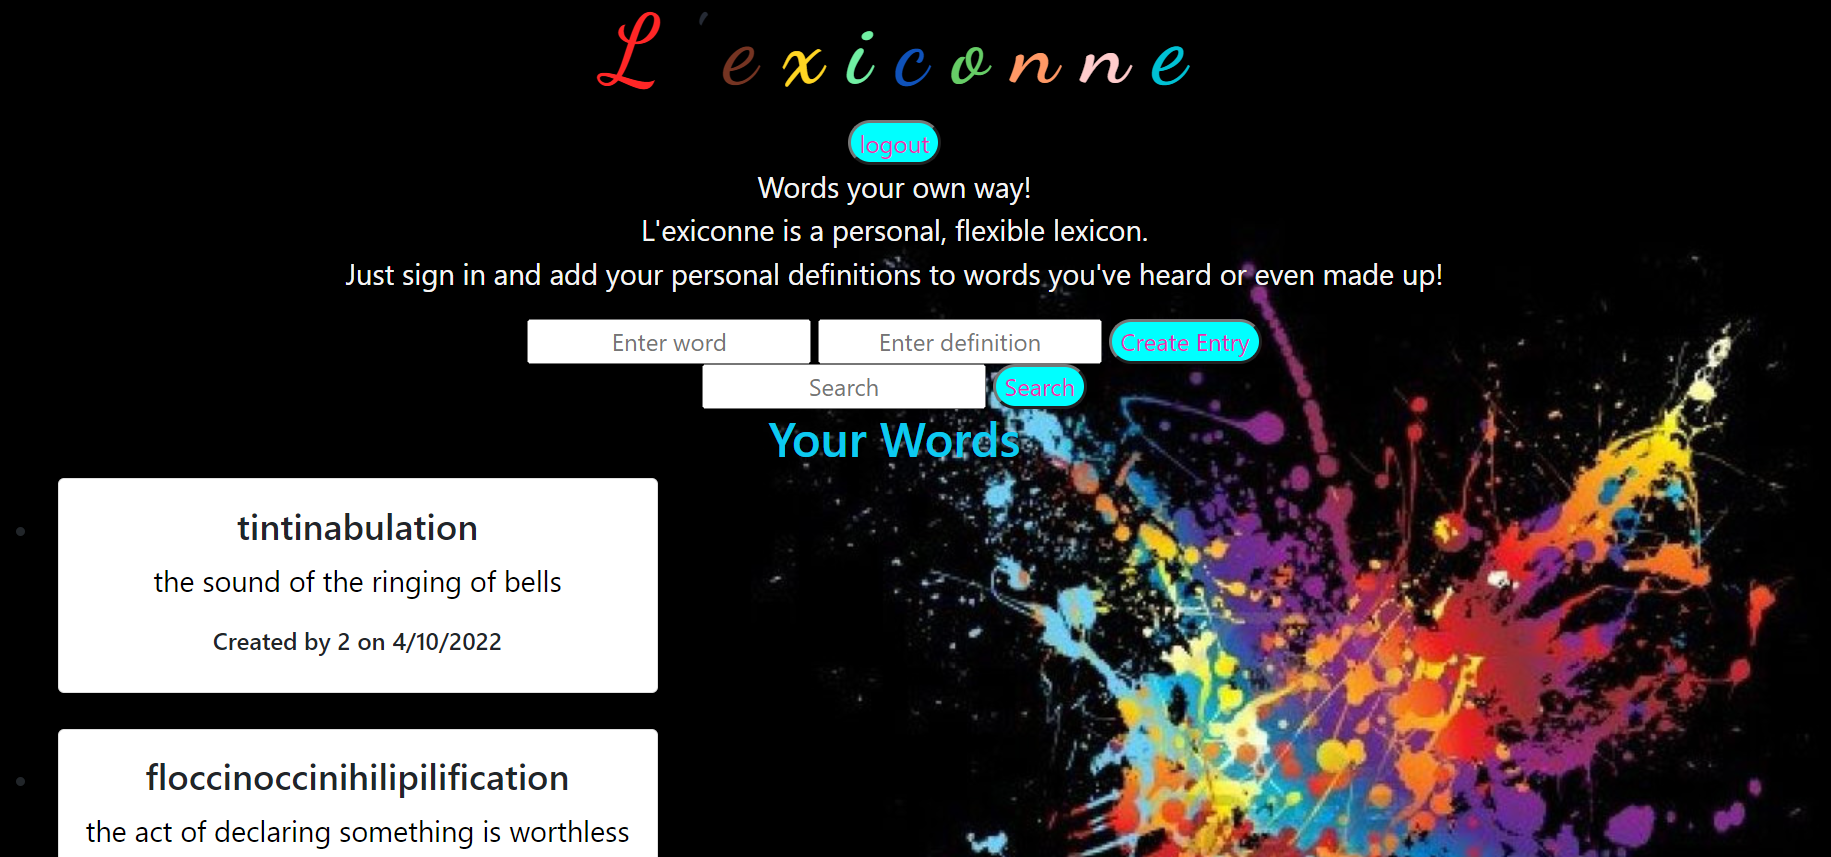 L'exiconne
logout
Words your own way!
L'exiconne is a personal, flexible lexicon.
Just sign in and add your personal definitions to words you've heard or even made up!
Enter word Enter definition Create Entry
Search Search
Your Words
tintinabulation
the sound of the ringing of bells
Created by 2 on 4/10/2022
floccinoccinihilipilification
the act of declaring something is worthless